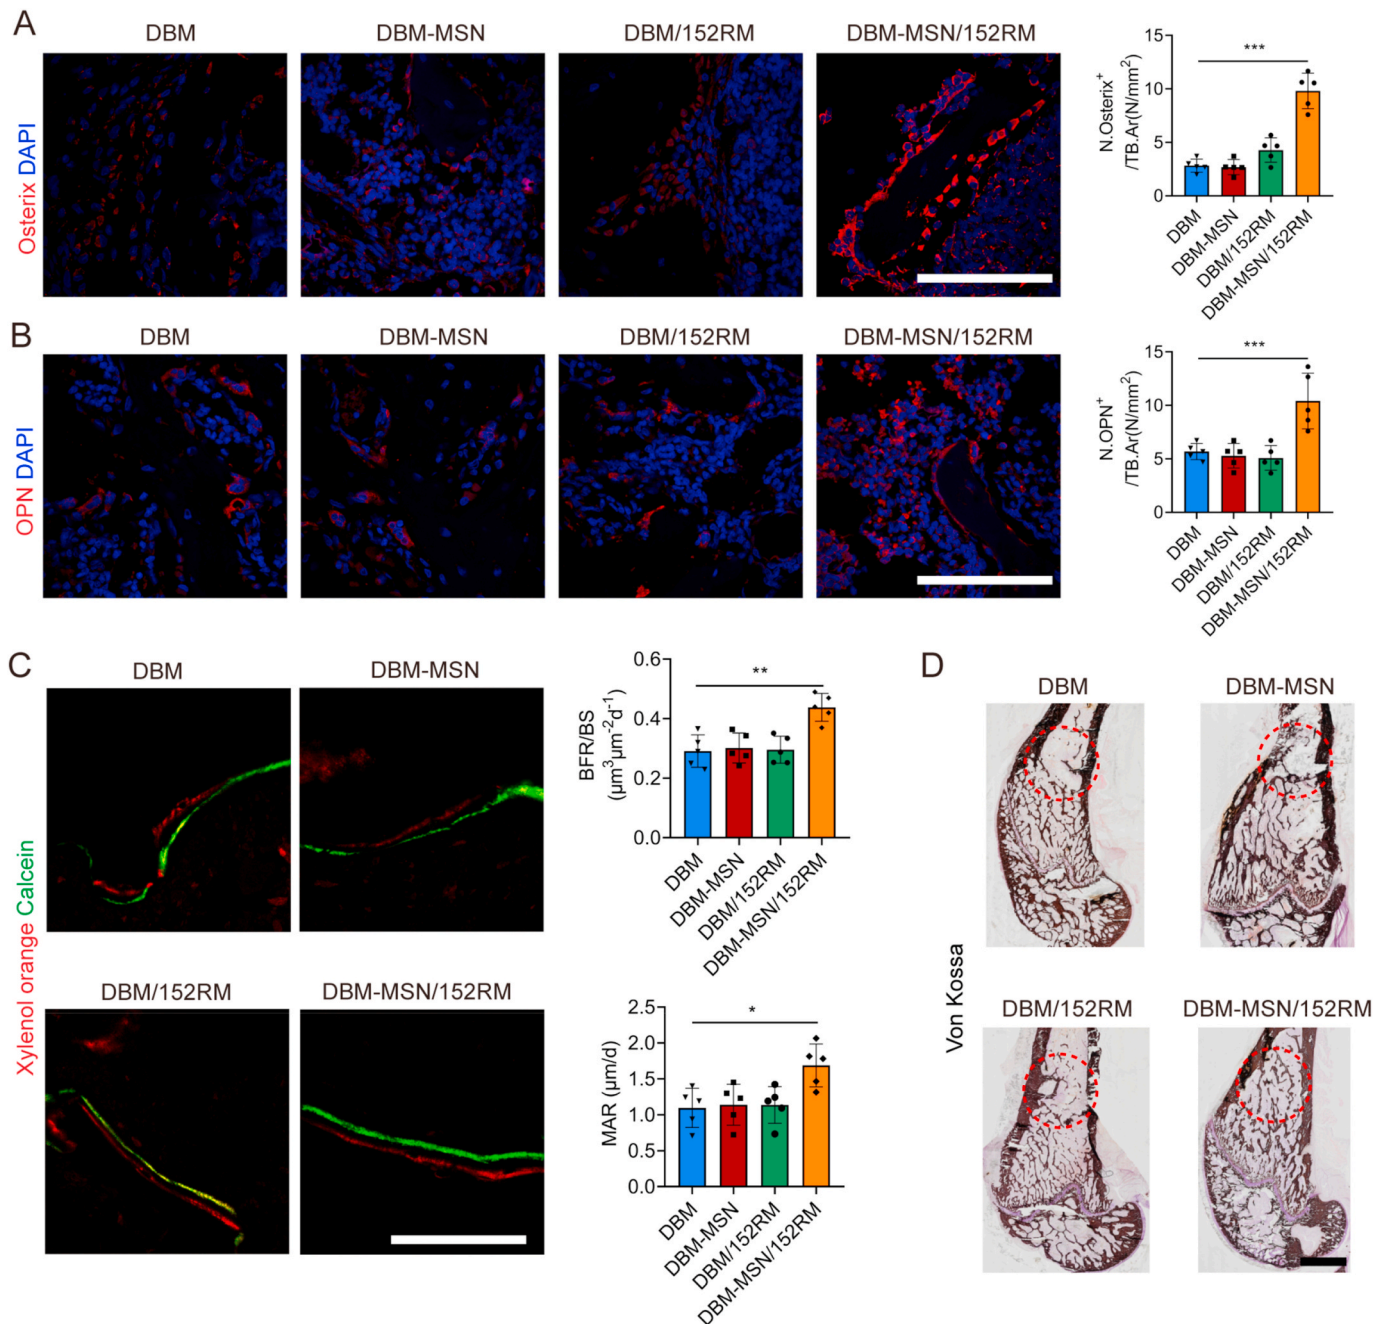 A
DBM
DBM-MSN
DBM/152RM
DBM-MSN/152RM
Osterix DAPI
N.Osterix⁺
/TB.Ar(N/mm²)
15
10
5
0
***
DBM
DBM-MSN
DBM/152RM
DBM-MSN/152RM
B
DBM
DBM-MSN
DBM/152RM
DBM-MSN/152RM
OPN DAPI
N.OPN⁺
/TB.Ar(N/mm²)
15
10
5
0
***
DBM
DBM-MSN
DBM/152RM
DBM-MSN/152RM
C
DBM
DBM-MSN
DBM/152RM
DBM-MSN/152RM
Xylenol orange Calcein
BFR/BS
(μm³μm⁻²d⁻¹)
0.6
0.4
0.2
0.0
**
DBM
DBM-MSN
DBM/152RM
DBM-MSN/152RM
MAR (μm/d)
2.5
2.0
1.5
1.0
0.5
0.0
*
DBM
DBM-MSN
DBM/152RM
DBM-MSN/152RM
D
DBM
DBM-MSN
DBM/152RM
DBM-MSN/152RM
Von Kossa